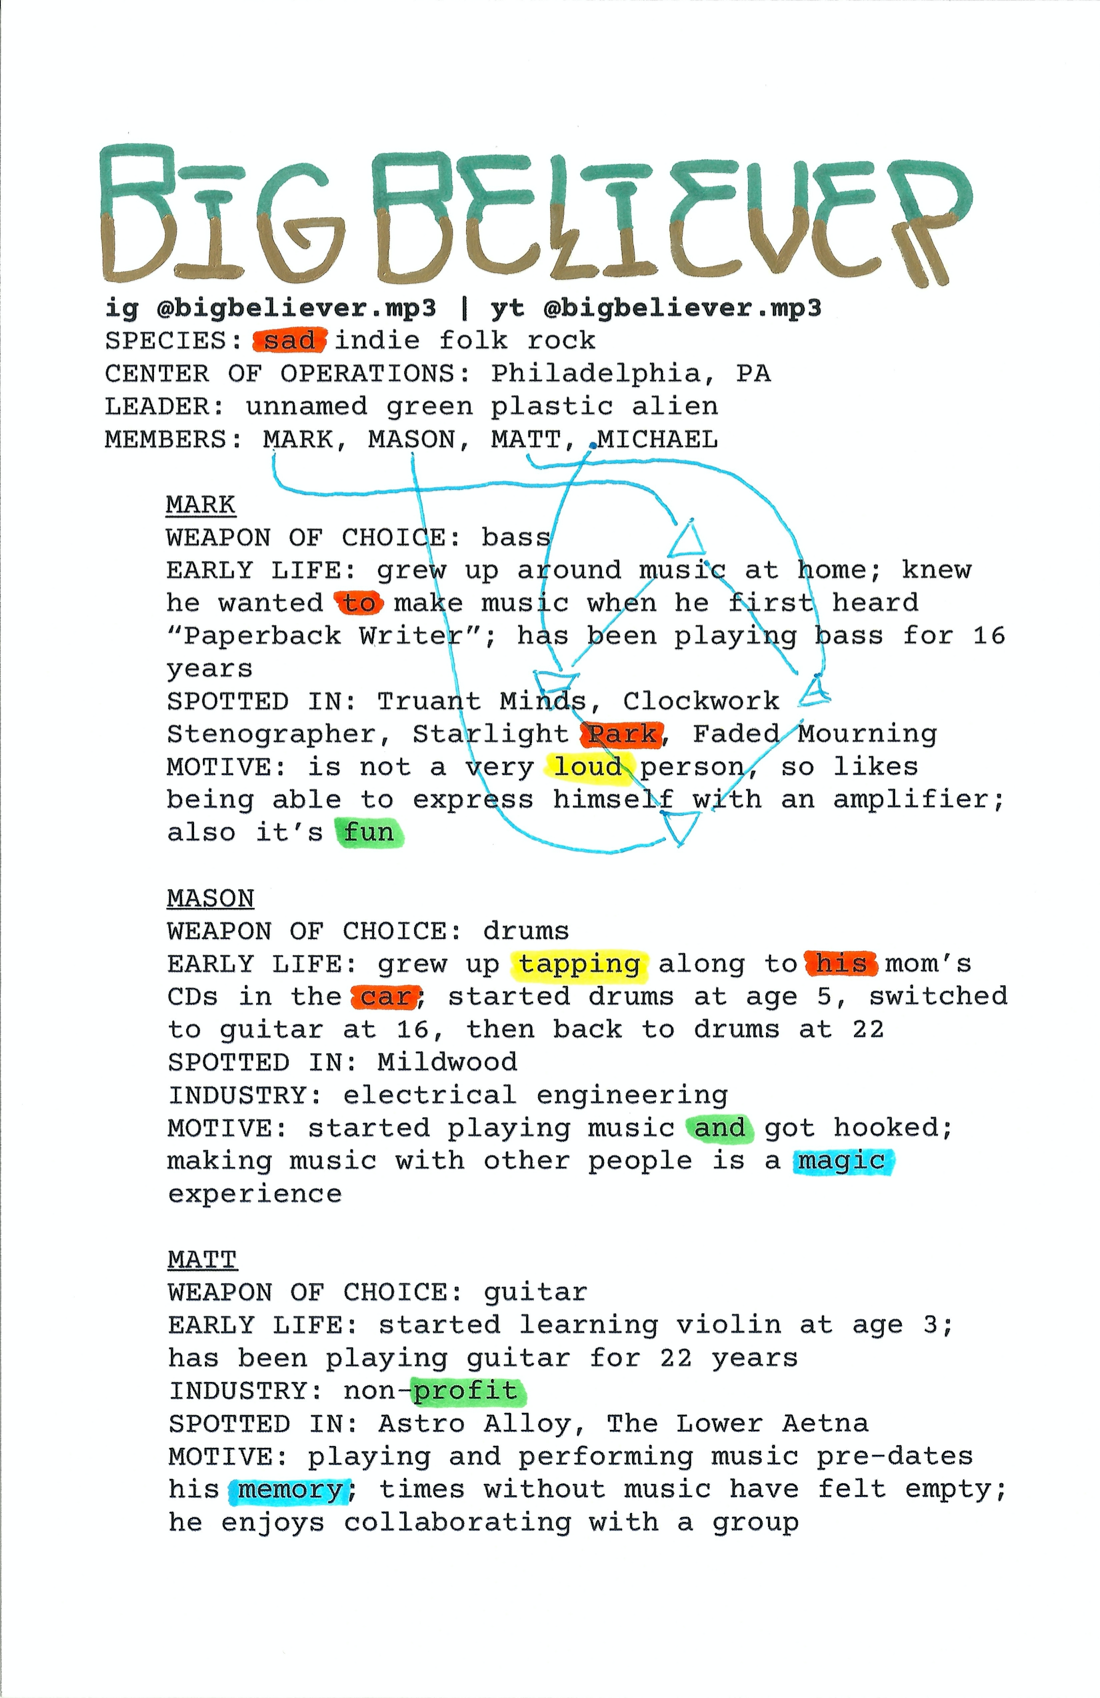 BIG BELIEVER
ig @bigbeliever.mp3 | yt @bigbeliever.mp3
SPECIES: sad indie folk rock
CENTER OF OPERATIONS: Philadelphia, PA
LEADER: unnamed green plastic alien
MEMBERS: MARK, MASON, MATT, MICHAEL
MARK
WEAPON OF CHOICE: bass
EARLY LIFE: grew up around music at home; knew
he wanted to make music when he first heard
“Paperback Writer”; has been playing bass for 16
years
SPOTTED IN: Truant Minds, Clockwork
Stenographer, Starlight Park, Faded Mourning
MOTIVE: is not a very loud person, so likes
being able to express himself with an amplifier;
also it’s fun
MASON
WEAPON OF CHOICE: drums
EARLY LIFE: grew up tapping along to his mom’s
CDs in the car; started drums at age 5, switched
to guitar at 16, then back to drums at 22
SPOTTED IN: Mildwood
INDUSTRY: electrical engineering
MOTIVE: started playing music and got hooked;
making music with other people is a magic
experience
MATT
WEAPON OF CHOICE: guitar
EARLY LIFE: started learning violin at age 3;
has been playing guitar for 22 years
INDUSTRY: non-profit
SPOTTED IN: Astro Alloy, The Lower Aetna
MOTIVE: playing and performing music pre-dates
his memory; times without music have felt empty;
he enjoys collaborating with a group